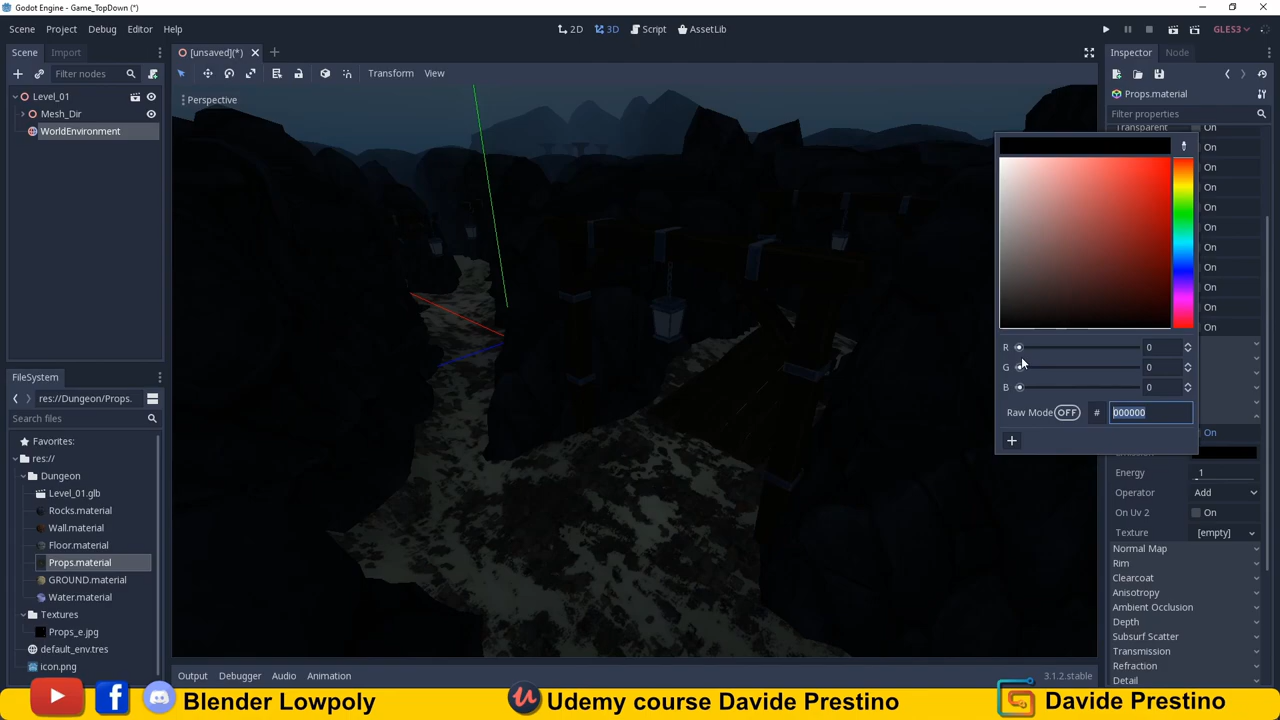 Godot Engine - Game_TopDown (*)
Scene Project Debug Editor Help
2D 3D Script AssetLib
GLES3
Scene Import
Filter nodes
Level_01
Mesh_Dir
WorldEnvironment
[unsaved](*)
Transform View
Perspective
Inspector Node
Props.material
Filter properties
Transparent On
On
On
On
On
On
On
On
On
On
On
R 0
G 0
B 0
Raw Mode OFF # 000000
On
Energy 1
Operator Add
On Uv 2 On
Texture [empty]
Normal Map
Rim
Clearcoat
Anisotropy
Ambient Occlusion
Depth
Subsurf Scatter
Transmission
Refraction
Detail
FileSystem
res://Dungeon/Props.
Search files
Favorites:
res://
Dungeon
Level_01.glb
Rocks.material
Wall.material
Floor.material
Props.material
GROUND.material
Water.material
Textures
Props_e.jpg
default_env.tres
icon.png
Output Debugger Audio Animation
3.1.2.stable
Blender Lowpoly
Udemy course Davide Prestino
Davide Prestino